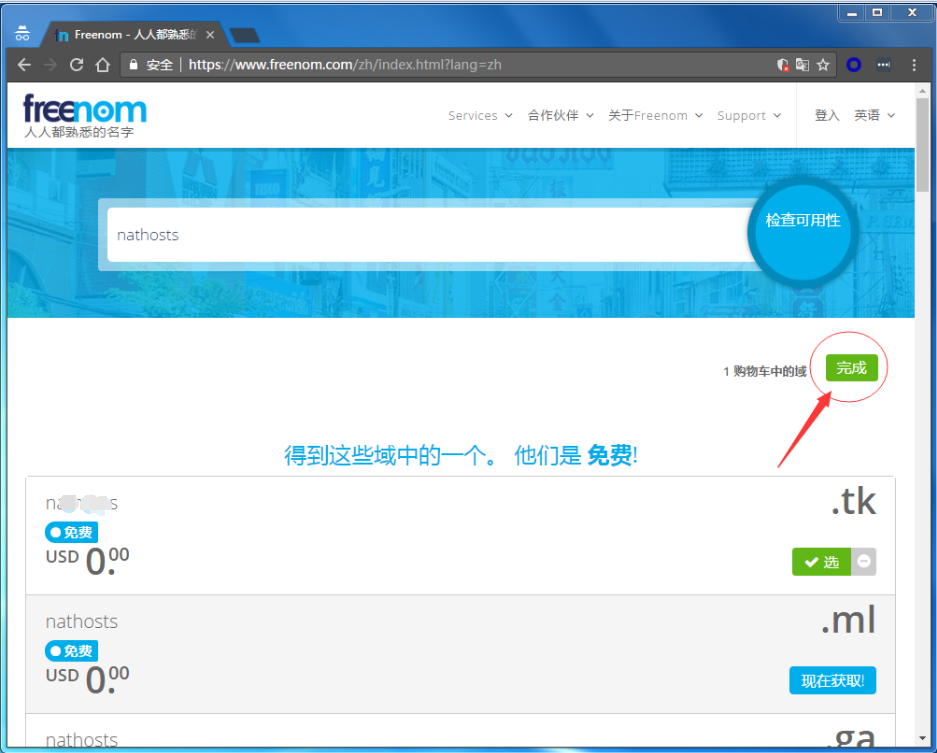 Freenom - 人人都熟悉
安全 | https://www.freenom.com/zh/index.html?lang=zh
freenom
人人都熟悉的名字
Services 合作伙伴 关于Freenom Support 登入 英语
nathosts
检查可用性
1 购物车中的域
完成
得到这些域中的一个。 他们是 免费!
.tk
免费
USD 0.00
选
nathosts
.ml
免费
USD 0.00
现在获取!
nathosts
.ga